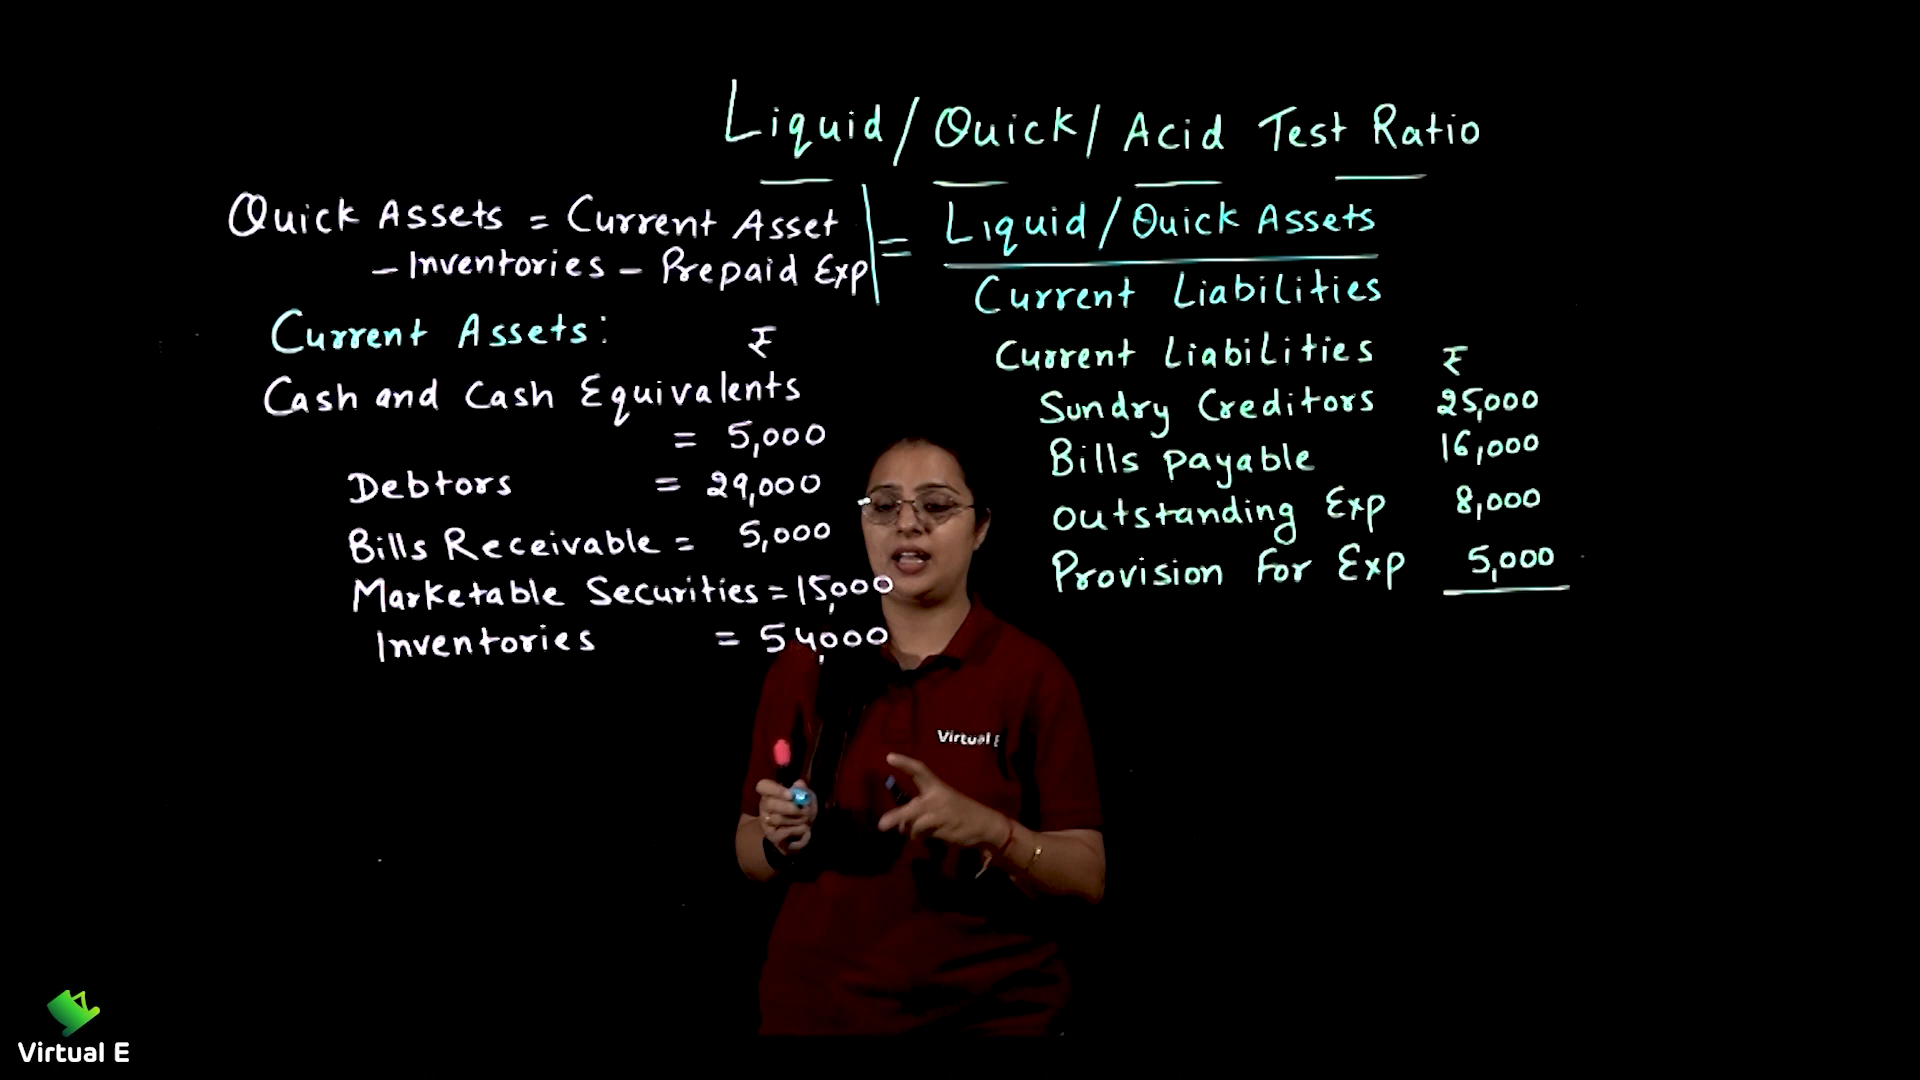 Liquid/Quick/Acid Test Ratio
Quick Assets = Current Asset
- Inventories - Prepaid Exp
= Liquid/Quick Assets
Current Liabilities
Current Assets:
₹
Cash and Cash Equivalents
= 5,000
Debtors = 29,000
Bills Receivable = 5,000
Marketable Securities = 15,000
Inventories = 54,000
Current Liabilities ₹
Sundry Creditors 25,000
Bills payable 16,000
Outstanding Exp 8,000
Provision For Exp 5,000
Virtual E
Virtual E